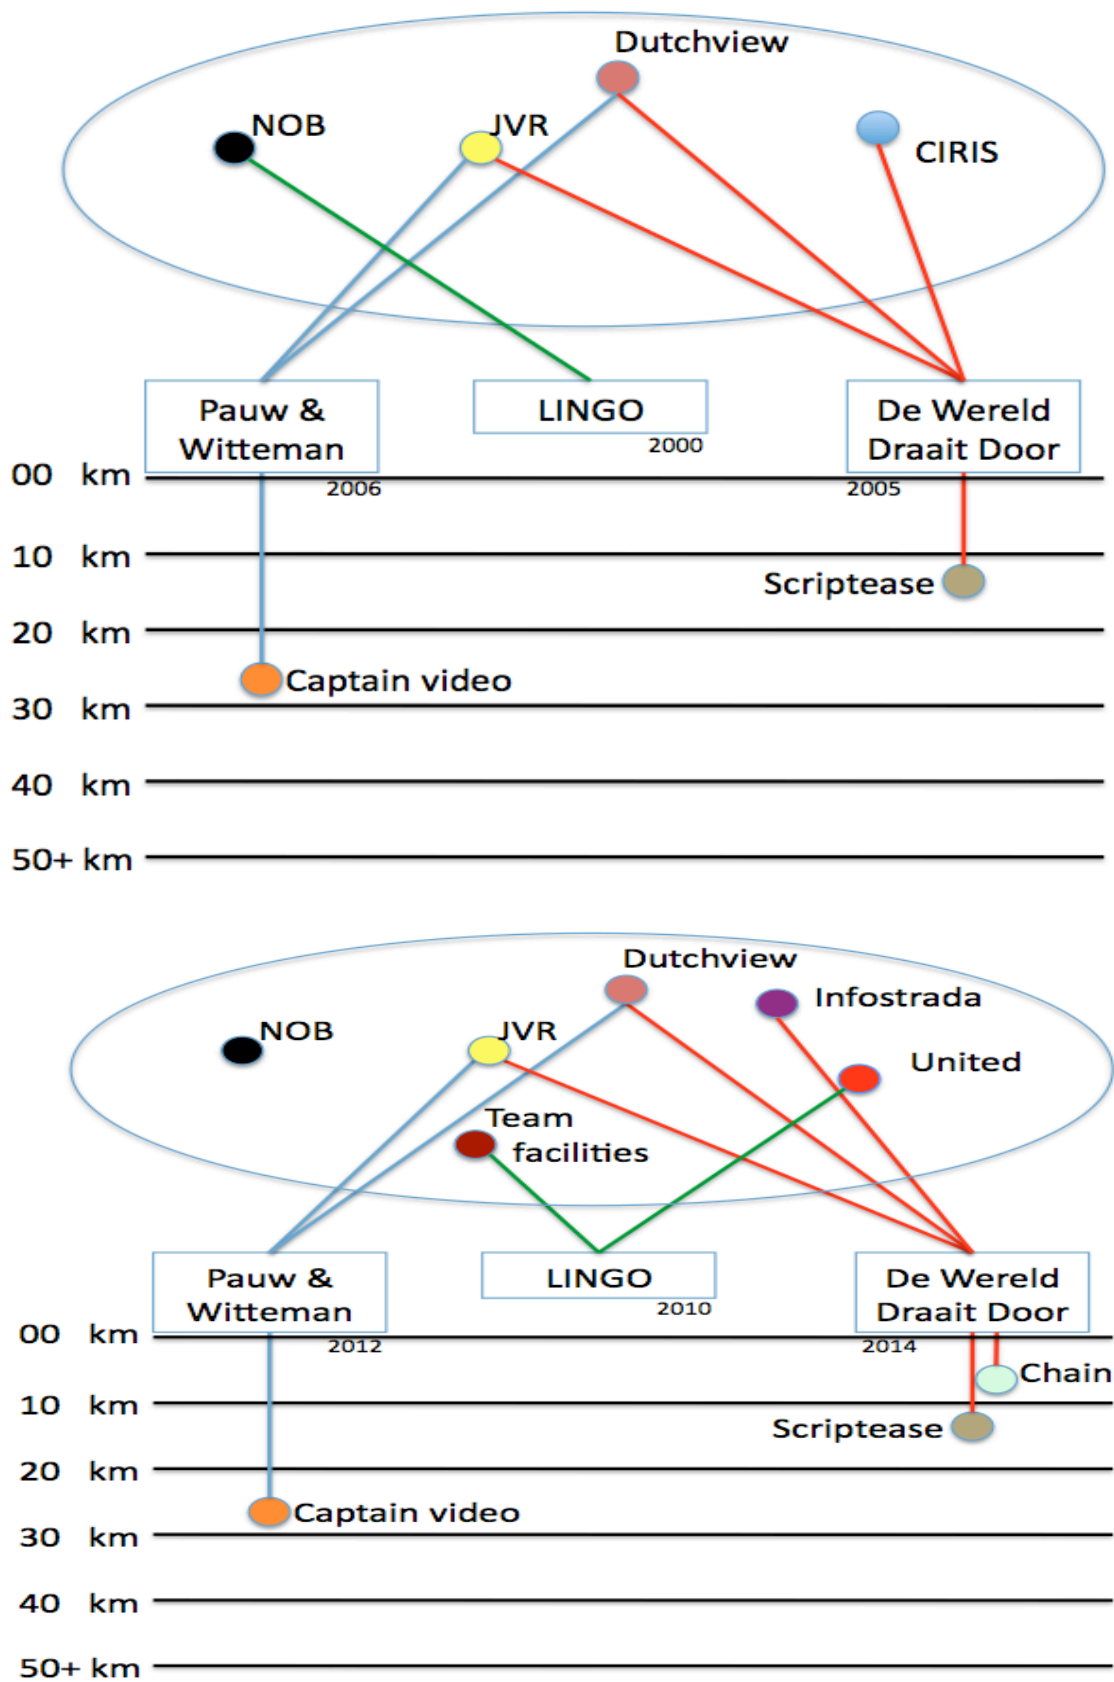 Dutchview
NOB
JVR
CIRIS
Pauw &
Witteman
LINGO
De Wereld
Draait Door
2000
00 km
2006
2005
10 km
Scriptease
20 km
Captain video
30 km
40 km
50+ km
Dutchview
Infostrada
NOB
JVR
United
Team
facilities
Pauw &
Witteman
LINGO
De Wereld
Draait Door
2010
00 km
2012
2014
Chain
10 km
Scriptease
20 km
Captain video
30 km
40 km
50+ km